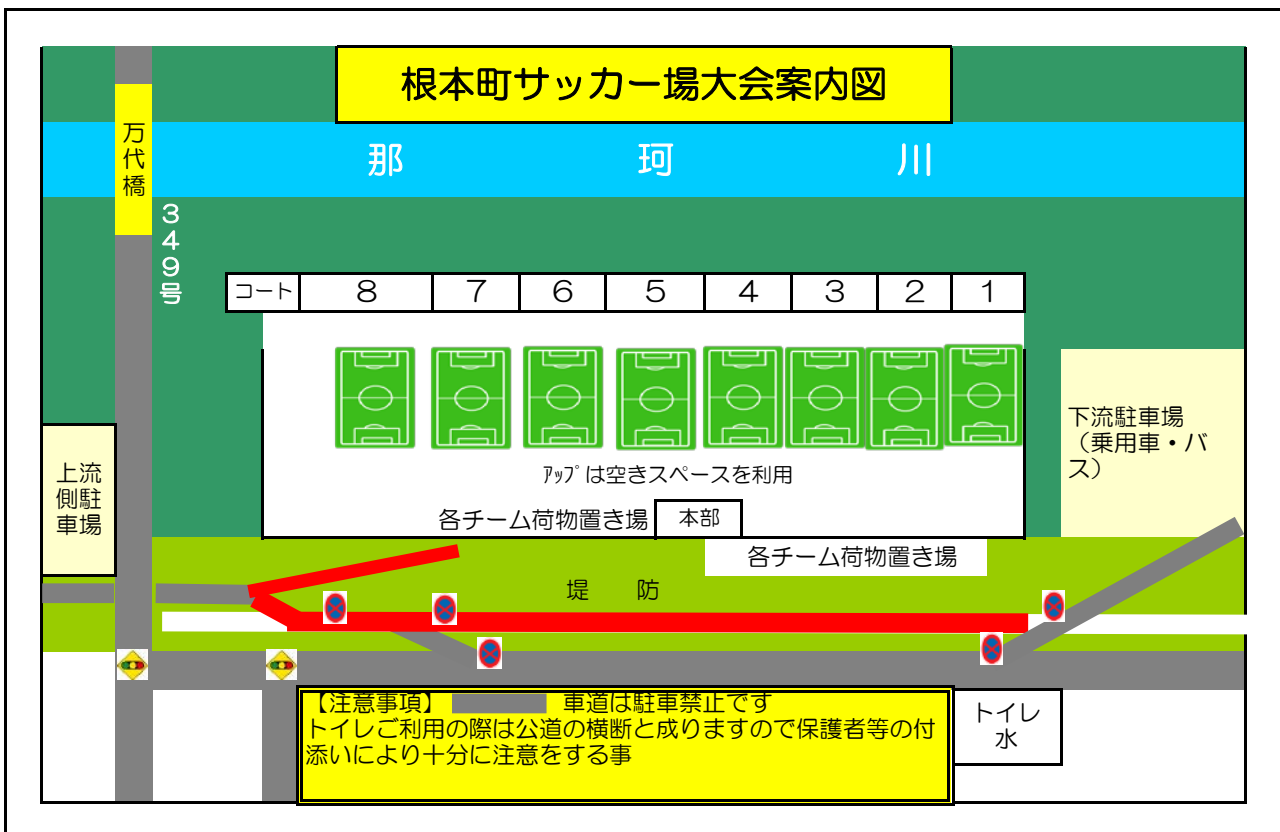 根本町サッカー場大会案内図
万代橋
那珂川
349号
コート 8 7 6 5 4 3 2 1
下流駐車場
(乗用車・バ
ス)
上流
側駐
車場
ｱｯﾌﾟは空きスペースを利用
各チーム荷物置き場 本部
各チーム荷物置き場
堤 防
【注意事項】 車道は駐車禁止です
トイレご利用の際は公道の横断と成りますので保護者等の付
添いにより十分に注意をする事
トイレ
水